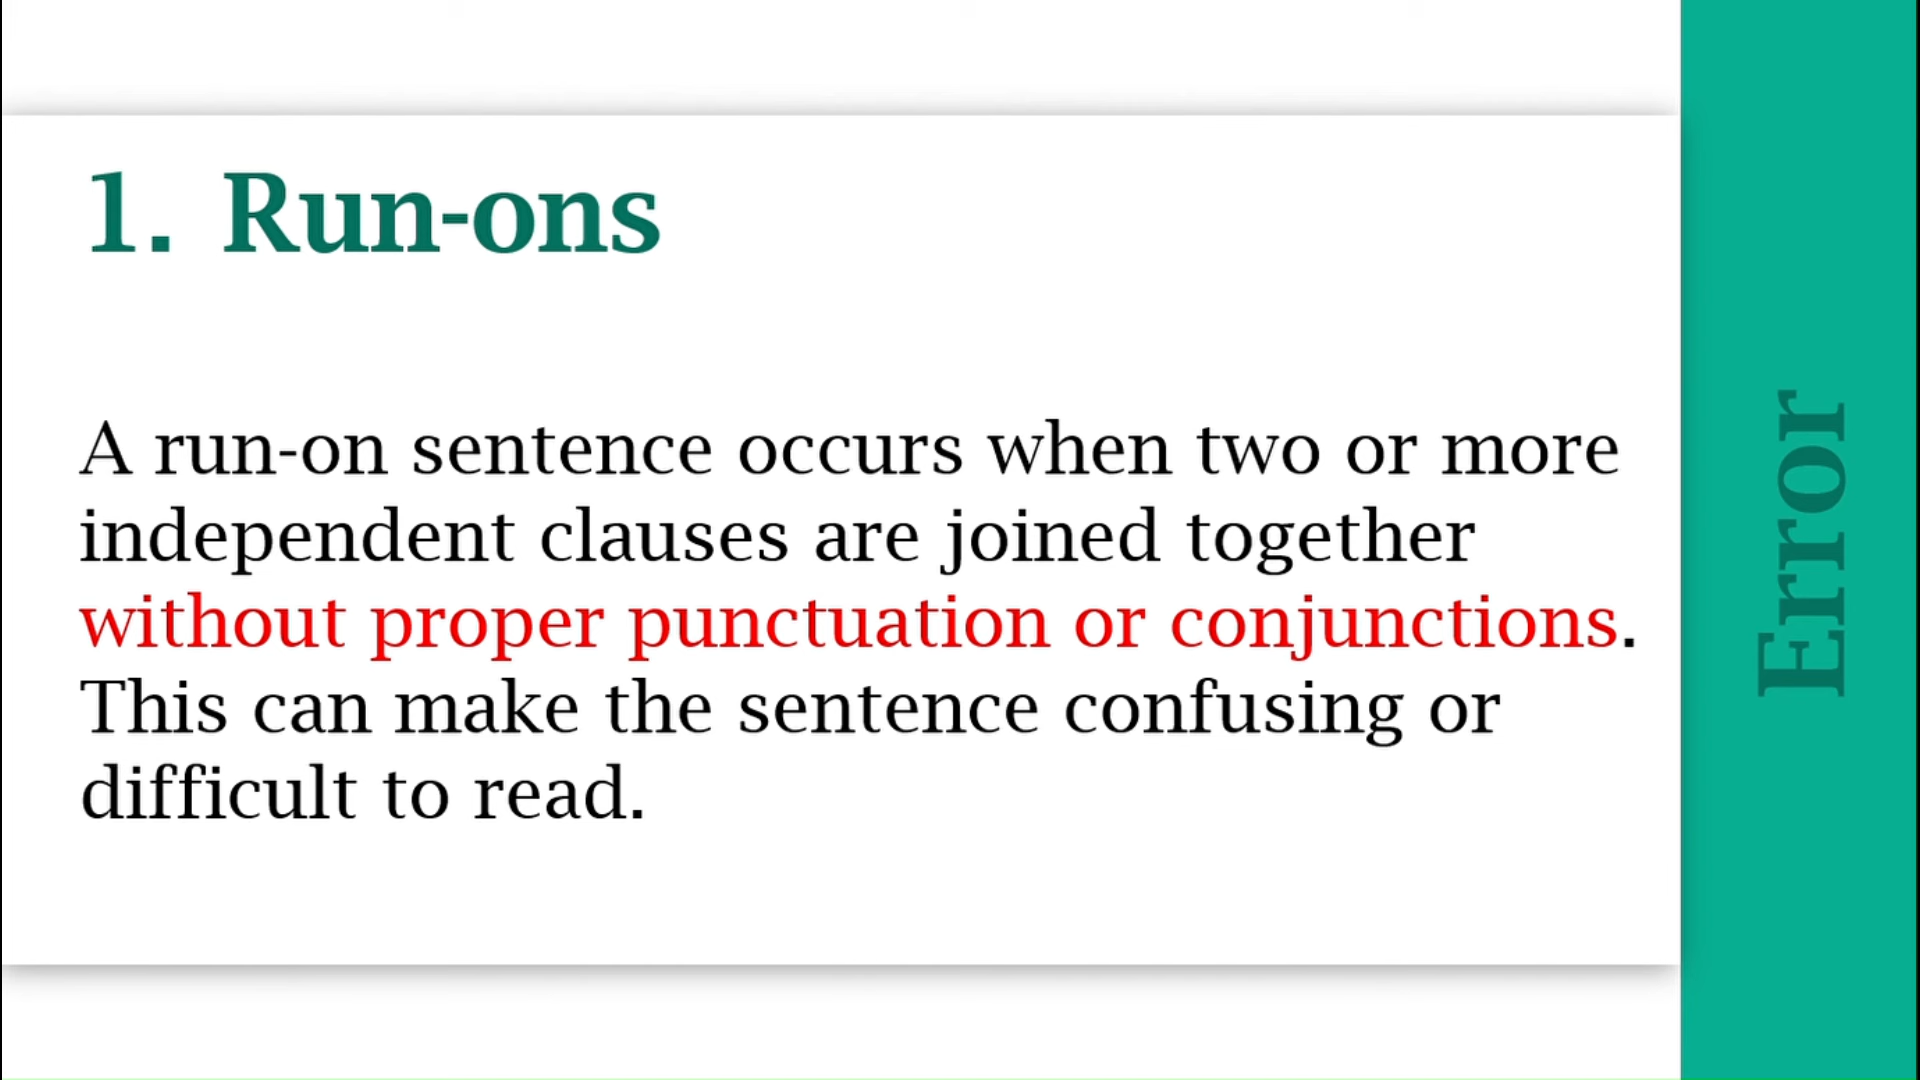 1. Run-ons
A run-on sentence occurs when two or more
independent clauses are joined together
without proper punctuation or conjunctions.
This can make the sentence confusing or
difficult to read.
Error